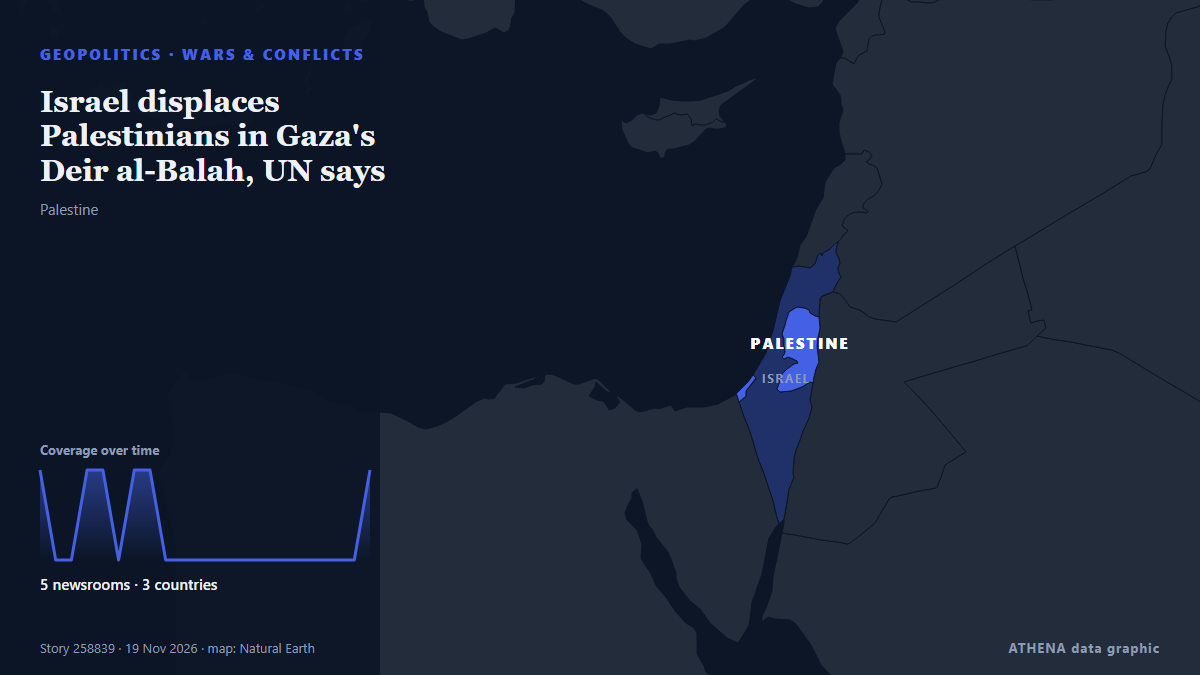 GEOPOLITICS · WARS & CONFLICTS
Israel displaces
Palestinians in Gaza's
Deir al-Balah, UN says
Palestine
PALESTINE
ISRAEL
Coverage over time
5 newsrooms · 3 countries
Story 258839 · 19 Nov 2026 · map: Natural Earth
ATHENA data graphic